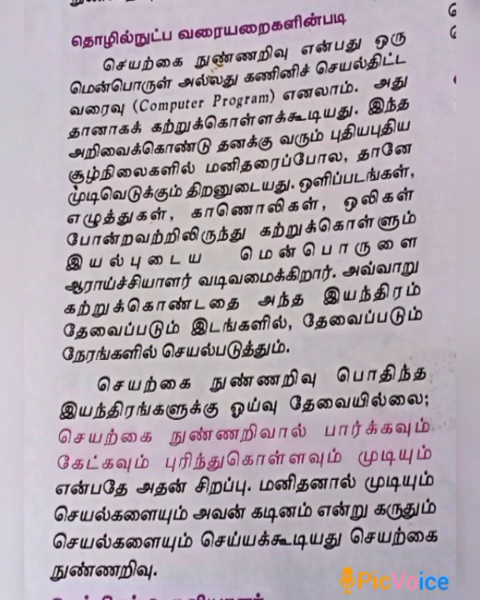 தொழில்நுட்ப வரையறைகளின்படி
செயற்கை நுண்ணறிவு என்பது ஒரு
மென்பொருள் அல்லது கணினிச் செயல்திட்ட
வரைவு (Computer Program) எனலாம். அது
தானாகக் கற்றுக்கொள்ளக்கூடியது. இந்த
அறிவைக்கொண்டு தனக்கு வரும் புதியபுதிய
சூழ்நிலைகளில் மனிதரைப்போல, தானே
முடிவெடுக்கும் திறனுடையது. ஒளிப்படங்கள்,
எழுத்துகள், காணொலிகள், ஒலிகள்
போன்றவற்றிலிருந்து கற்றுக்கொள்ளும்
இயல்புடைய மென்பொருளை
ஆராய்ச்சியாளர் வடிவமைக்கிறார். அவ்வாறு
கற்றுக்கொண்டதை அந்த இயந்திரம்
தேவைப்படும் இடங்களில், தேவைப்படும்
நேரங்களில் செயல்படுத்தும்.
செயற்கை நுண்ணறிவு பொதிந்த
இயந்திரங்களுக்கு ஓய்வு தேவையில்லை;
செயற்கை நுண்ணறிவால் பார்க்கவும்
கேட்கவும் புரிந்துகொள்ளவும் முடியும்
என்பதே அதன் சிறப்பு. மனிதனால் முடியும்
செயல்களையும் அவன் கடினம் என்று கருதும்
செயல்களையும் செய்யக்கூடியது செயற்கை
நுண்ணறிவு.
PicVoice